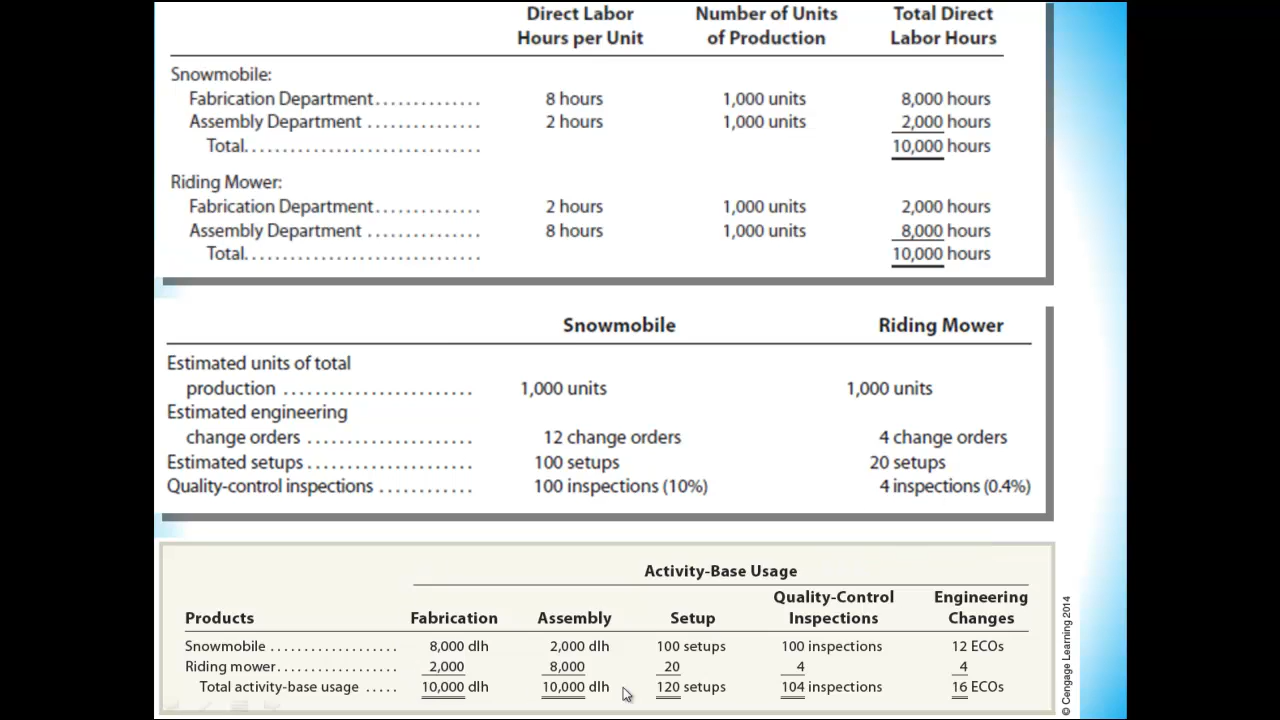 Direct Labor Number of Units Total Direct
Hours per Unit of Production Labor Hours
Snowmobile:
Fabrication Department.............. 8 hours 1,000 units 8,000 hours
Assembly Department ............... 2 hours 1,000 units 2,000 hours
Total............................... 10,000 hours
Riding Mower:
Fabrication Department.............. 2 hours 1,000 units 2,000 hours
Assembly Department ............... 8 hours 1,000 units 8,000 hours
Total............................... 10,000 hours
Snowmobile Riding Mower
Estimated units of total
production ........................ 1,000 units 1,000 units
Estimated engineering
change orders ..................... 12 change orders 4 change orders
Estimated setups ..................... 100 setups 20 setups
Quality-control inspections ............ 100 inspections (10%) 4 inspections (0.4%)
Activity-Base Usage
Quality-Control Engineering
Products Fabrication Assembly Setup Inspections Changes
Snowmobile ................... 8,000 dlh 2,000 dlh 100 setups 100 inspections 12 ECOs
Riding mower.................. 2,000 8,000 20 4 4
Total activity-base usage ..... 10,000 dlh 10,000 dlh 120 setups 104 inspections 16 ECOs
© Cengage Learning 2014